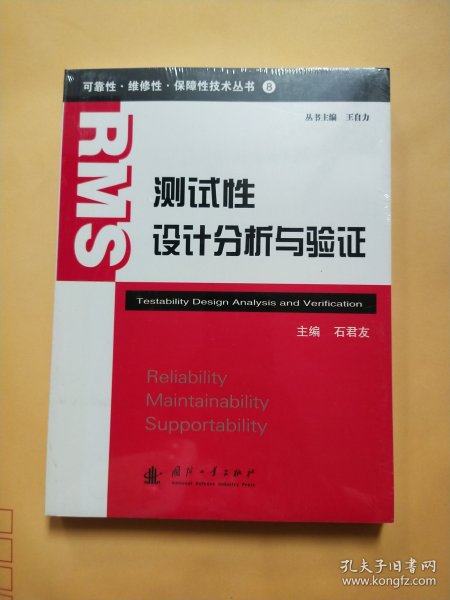 可靠性·维修性·保障性技术丛书 8
丛书主编 王自力
RMS
测试性
设计分析与验证
Testability Design Analysis and Verification
主编 石君友
Reliability
Maintainability
Supportability
国防工业出版社
National Defense Industry Press
孔夫子旧书网
www.kongfz.com